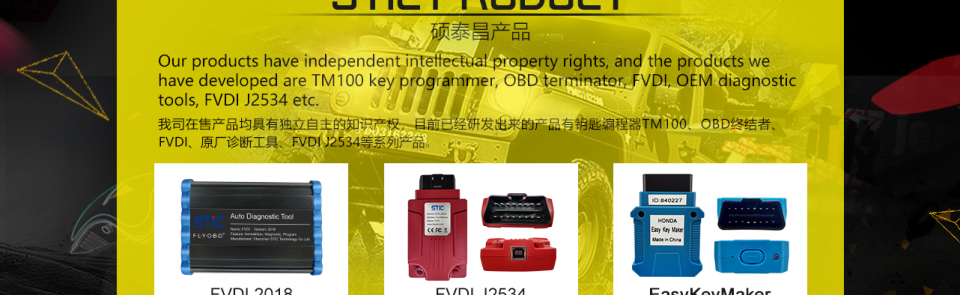 STIC PRODUCT
硕泰昌产品
Our products have independent intellectual property rights, and the products we
have developed are TM100 key programmer, OBD terminator, FVDI, OEM diagnostic
tools, FVDI J2534 etc.
我司在售产品均具有独立自主的知识产权，目前已经研发出来的产品有钥匙编程器TM100、OBD终结者、
FVDI、原厂诊断工具、FVDI J2534等系列产品。
STIC
FLYOBD
Auto Diagnostic Tool
STIC
ID:840227
HONDA
Easy Key Maker
Made in China
FVDI 2018
FVDI J2534
EasyKeyMaker